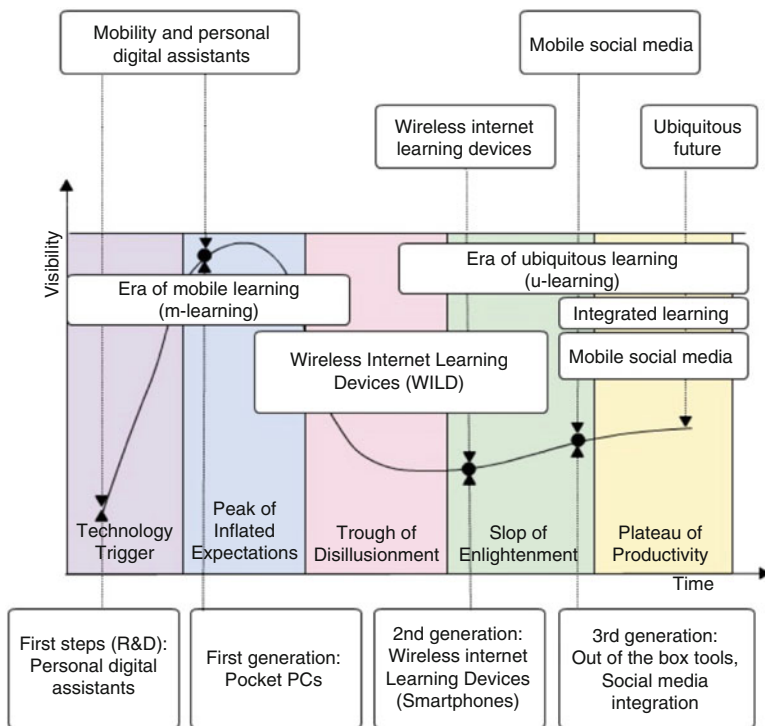 Mobility and personal
digital assistants
Mobile social media
Wireless internet
learning devices
Ubiquitous
future
Visibility
Era of mobile learning
(m-learning)
Era of ubiquitous learning
(u-learning)
Integrated learning
Wireless Internet Learning
Devices (WILD)
Mobile social media
Technology
Trigger
Peak of
Inflated
Expectations
Trough of
Disillusionment
Slop of
Enlightenment
Plateau of
Productivity
Time
First steps (R&D):
Personal digital
assistants
First generation:
Pocket PCs
2nd generation:
Wireless internet
Learning Devices
(Smartphones)
3rd generation:
Out of the box tools,
Social media
integration